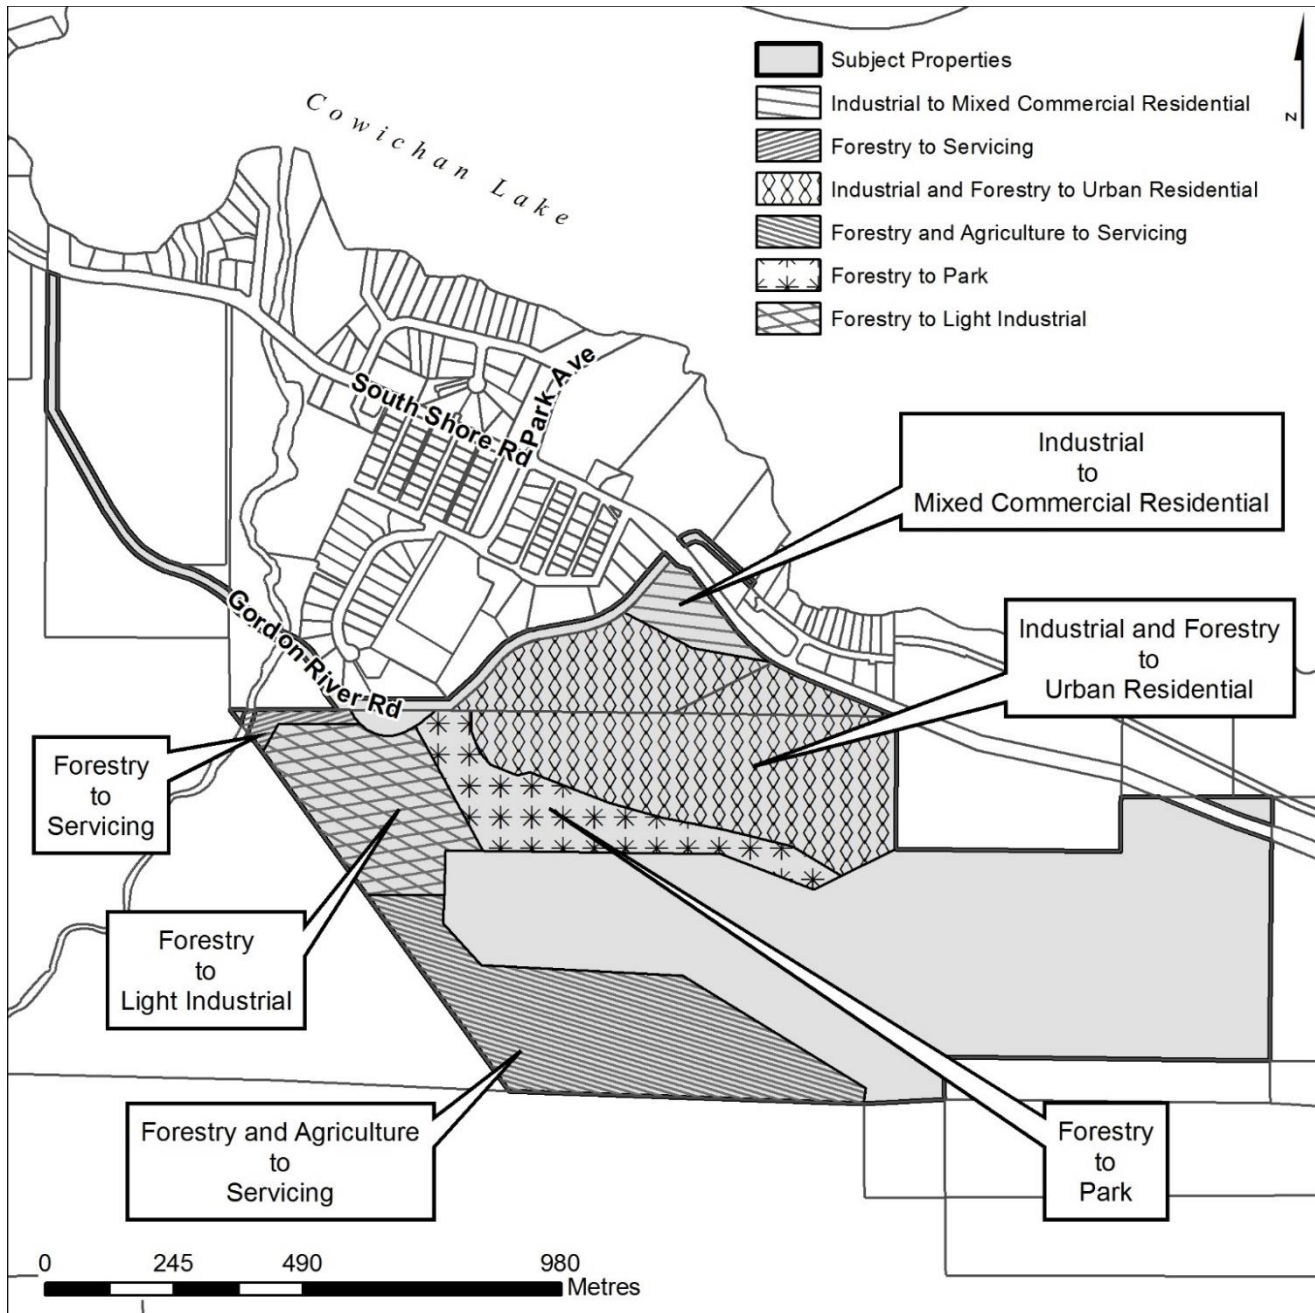 Subject Properties
Industrial to Mixed Commercial Residential
Forestry to Servicing
Industrial and Forestry to Urban Residential
Forestry and Agriculture to Servicing
Forestry to Park
Forestry to Light Industrial
N
Cowichan Lake
South Shore Rd
Park Ave
Gordon River Rd
Industrial
to
Mixed Commercial Residential
Industrial and Forestry
to
Urban Residential
Forestry
to
Servicing
Forestry
to
Light Industrial
Forestry and Agriculture
to
Servicing
Forestry
to
Park
0 245 490 980
Metres